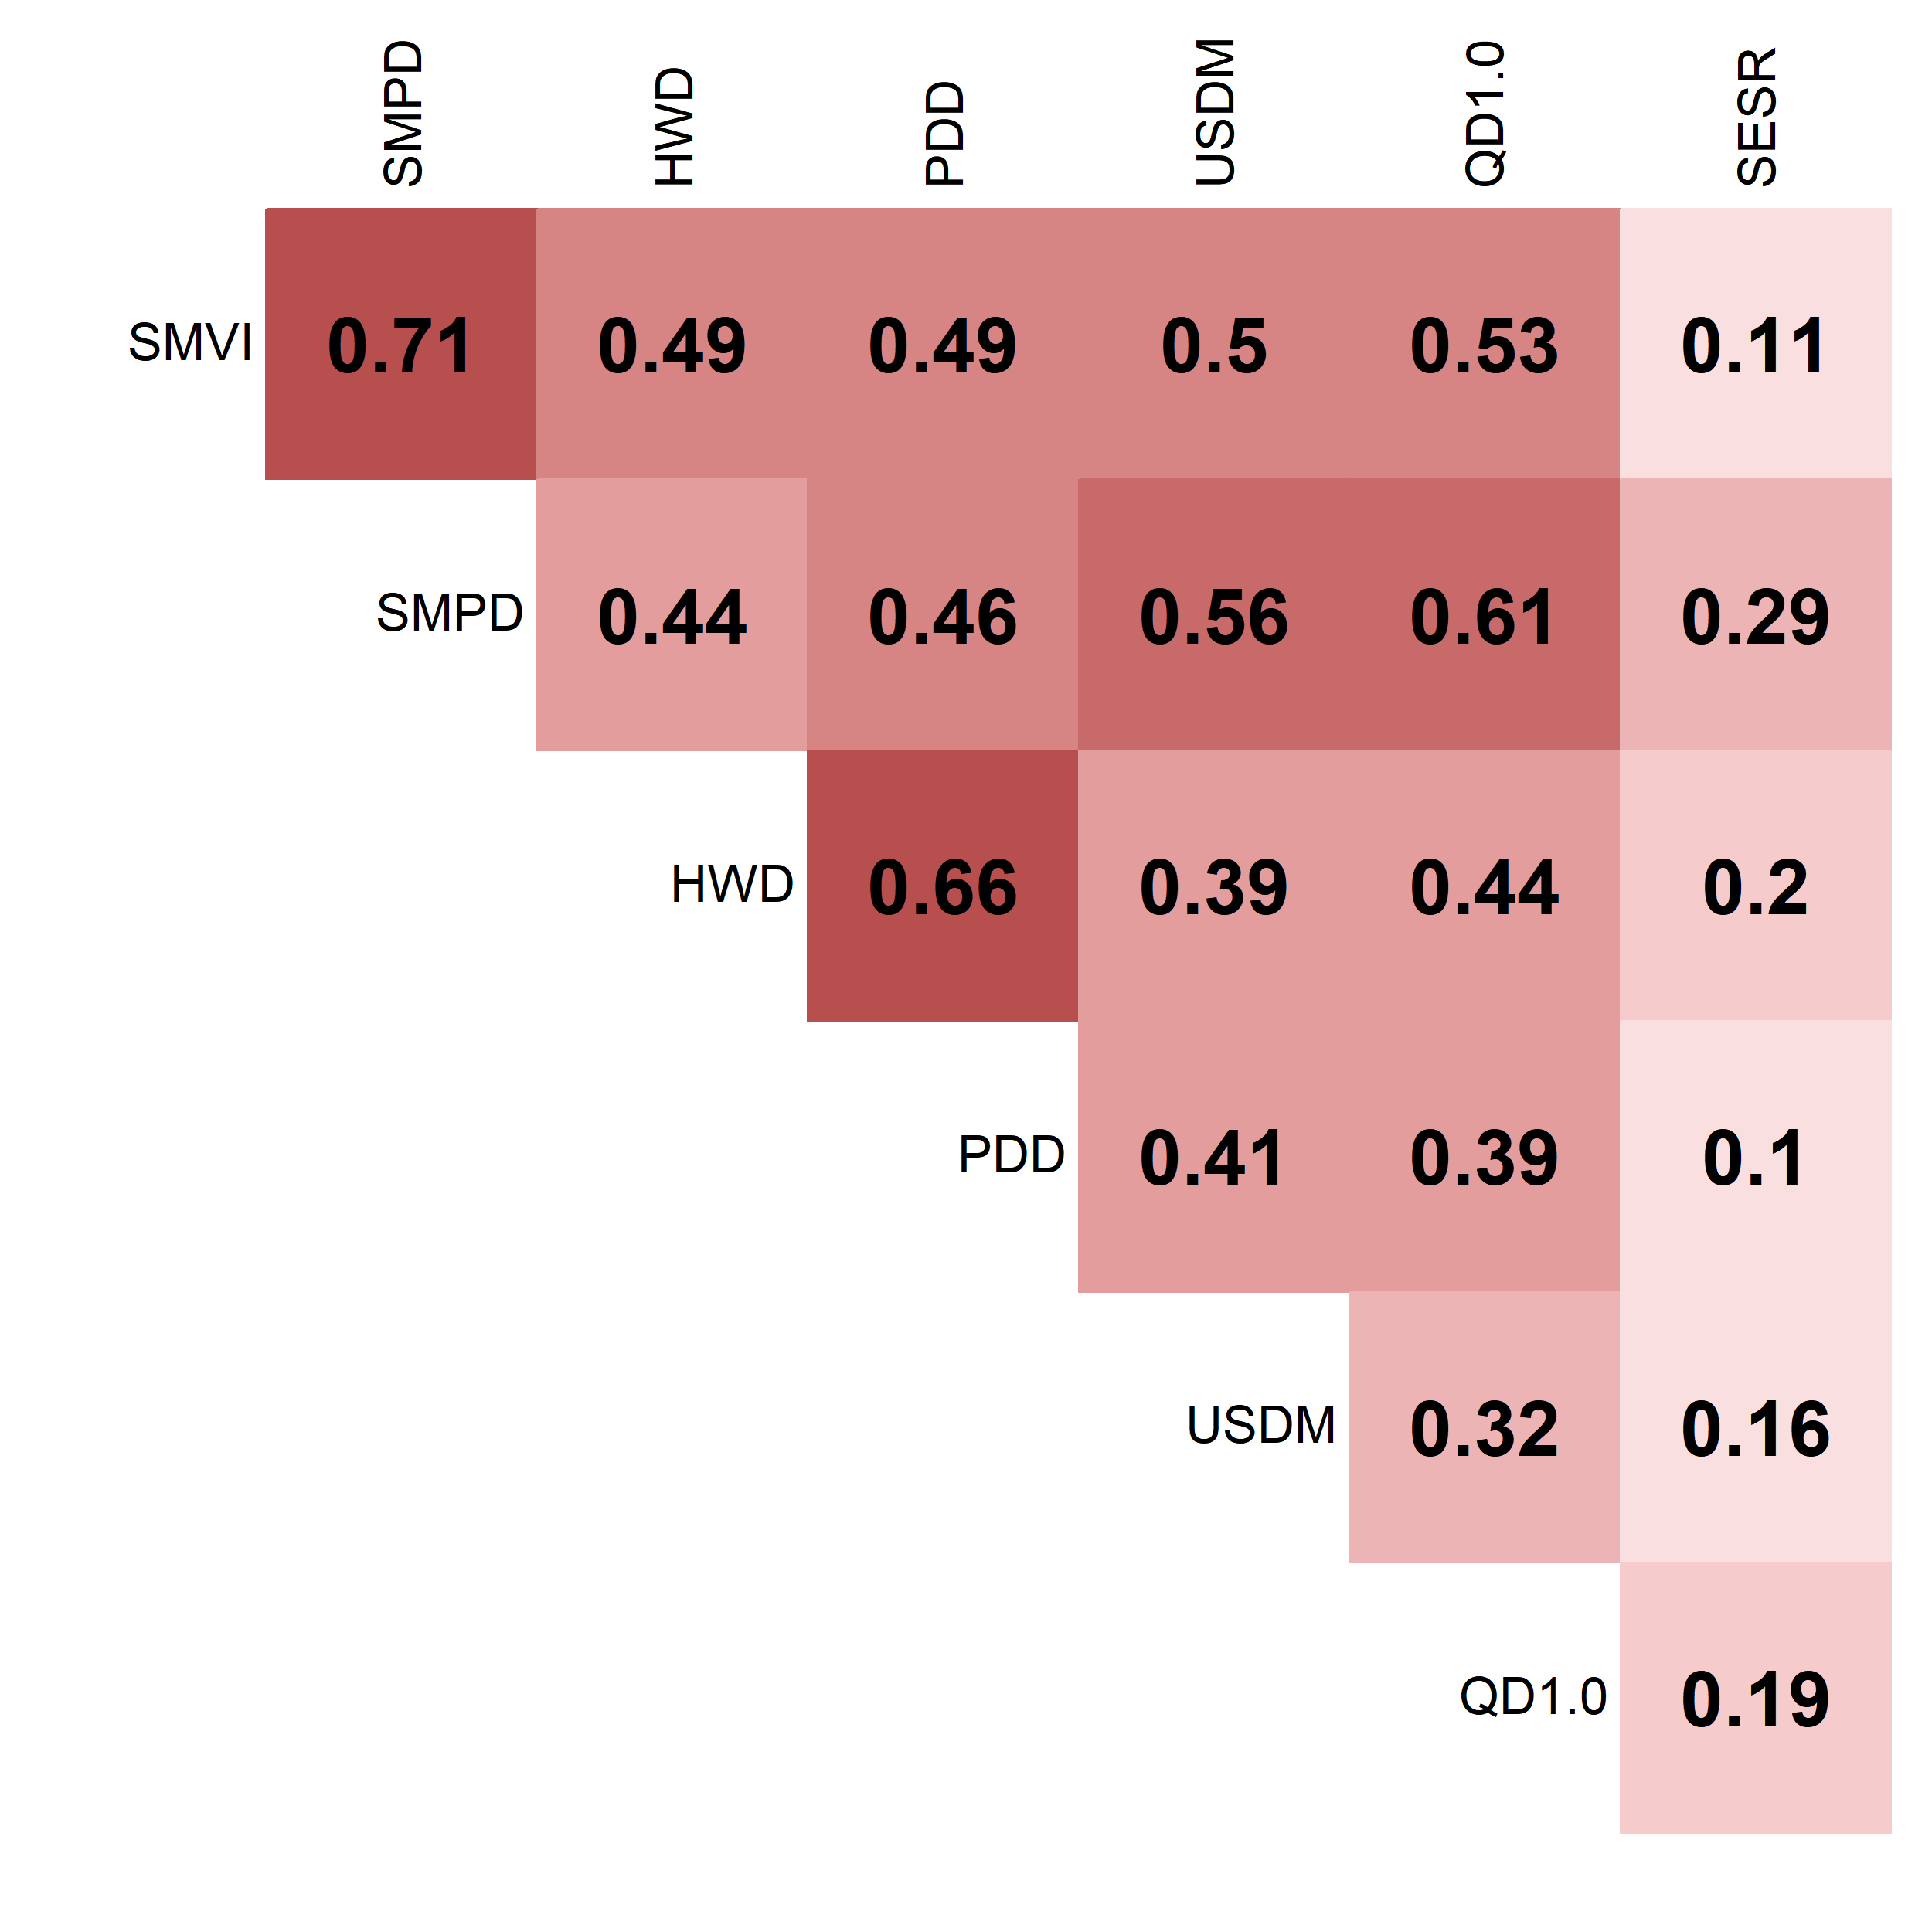 SMPD HWD PDD USDM QD1.0 SESR
SMVI 0.71 0.49 0.49 0.5 0.53 0.11
SMPD 0.44 0.46 0.56 0.61 0.29
HWD 0.66 0.39 0.44 0.2
PDD 0.41 0.39 0.1
USDM 0.32 0.16
QD1.0 0.19